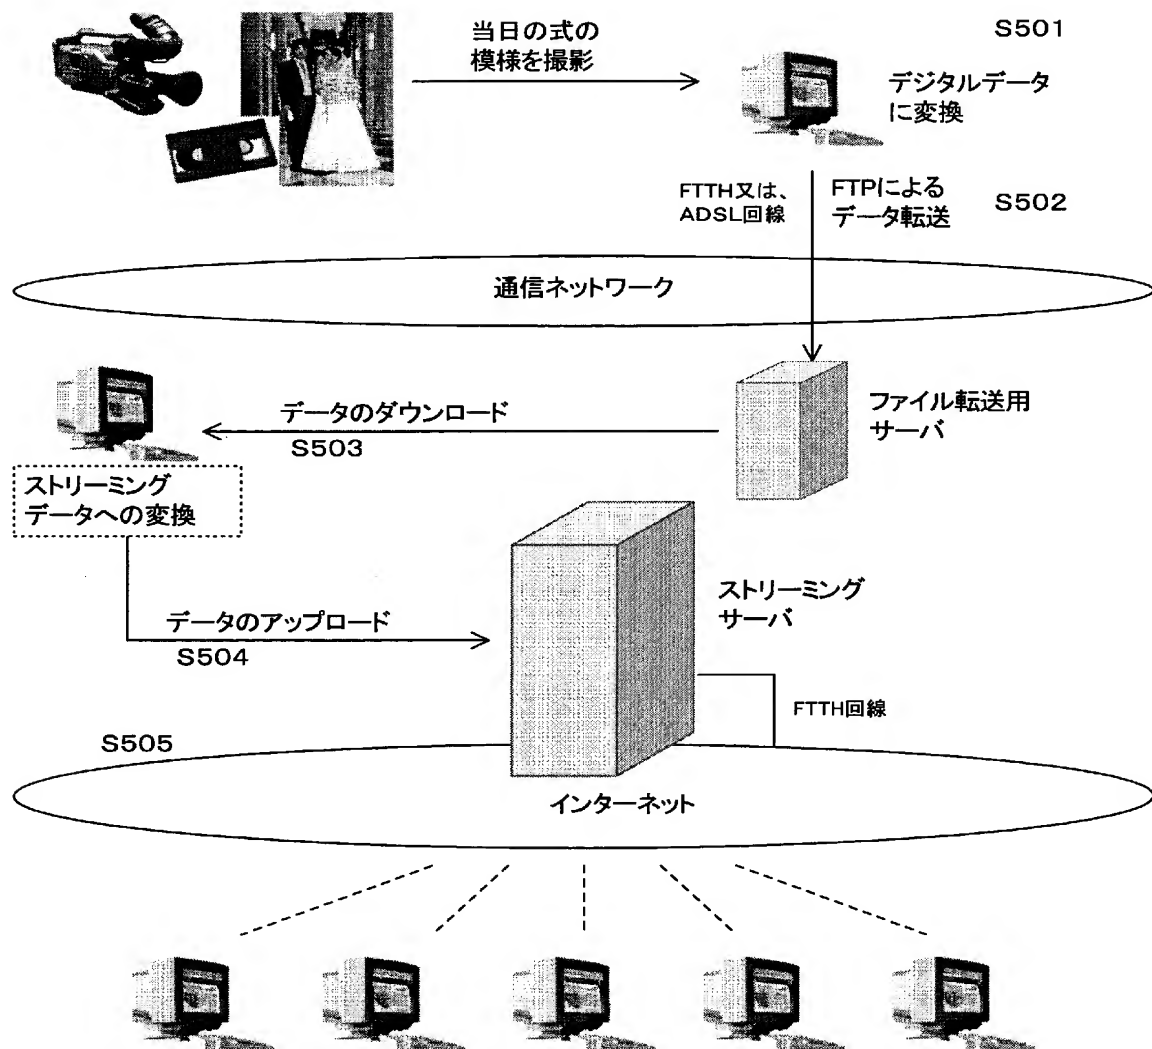 当日の式の
模様を撮影
S501
デジタルデータ
に変換
FTTH又は、
ADSL回線
FTPによる
データ転送
S502
通信ネットワーク
データのダウンロード
S503
ファイル転送用
サーバ
ストリーミング
データへの変換
ストリーミング
サーバ
データのアップロード
S504
FTTH回線
S505
インターネット